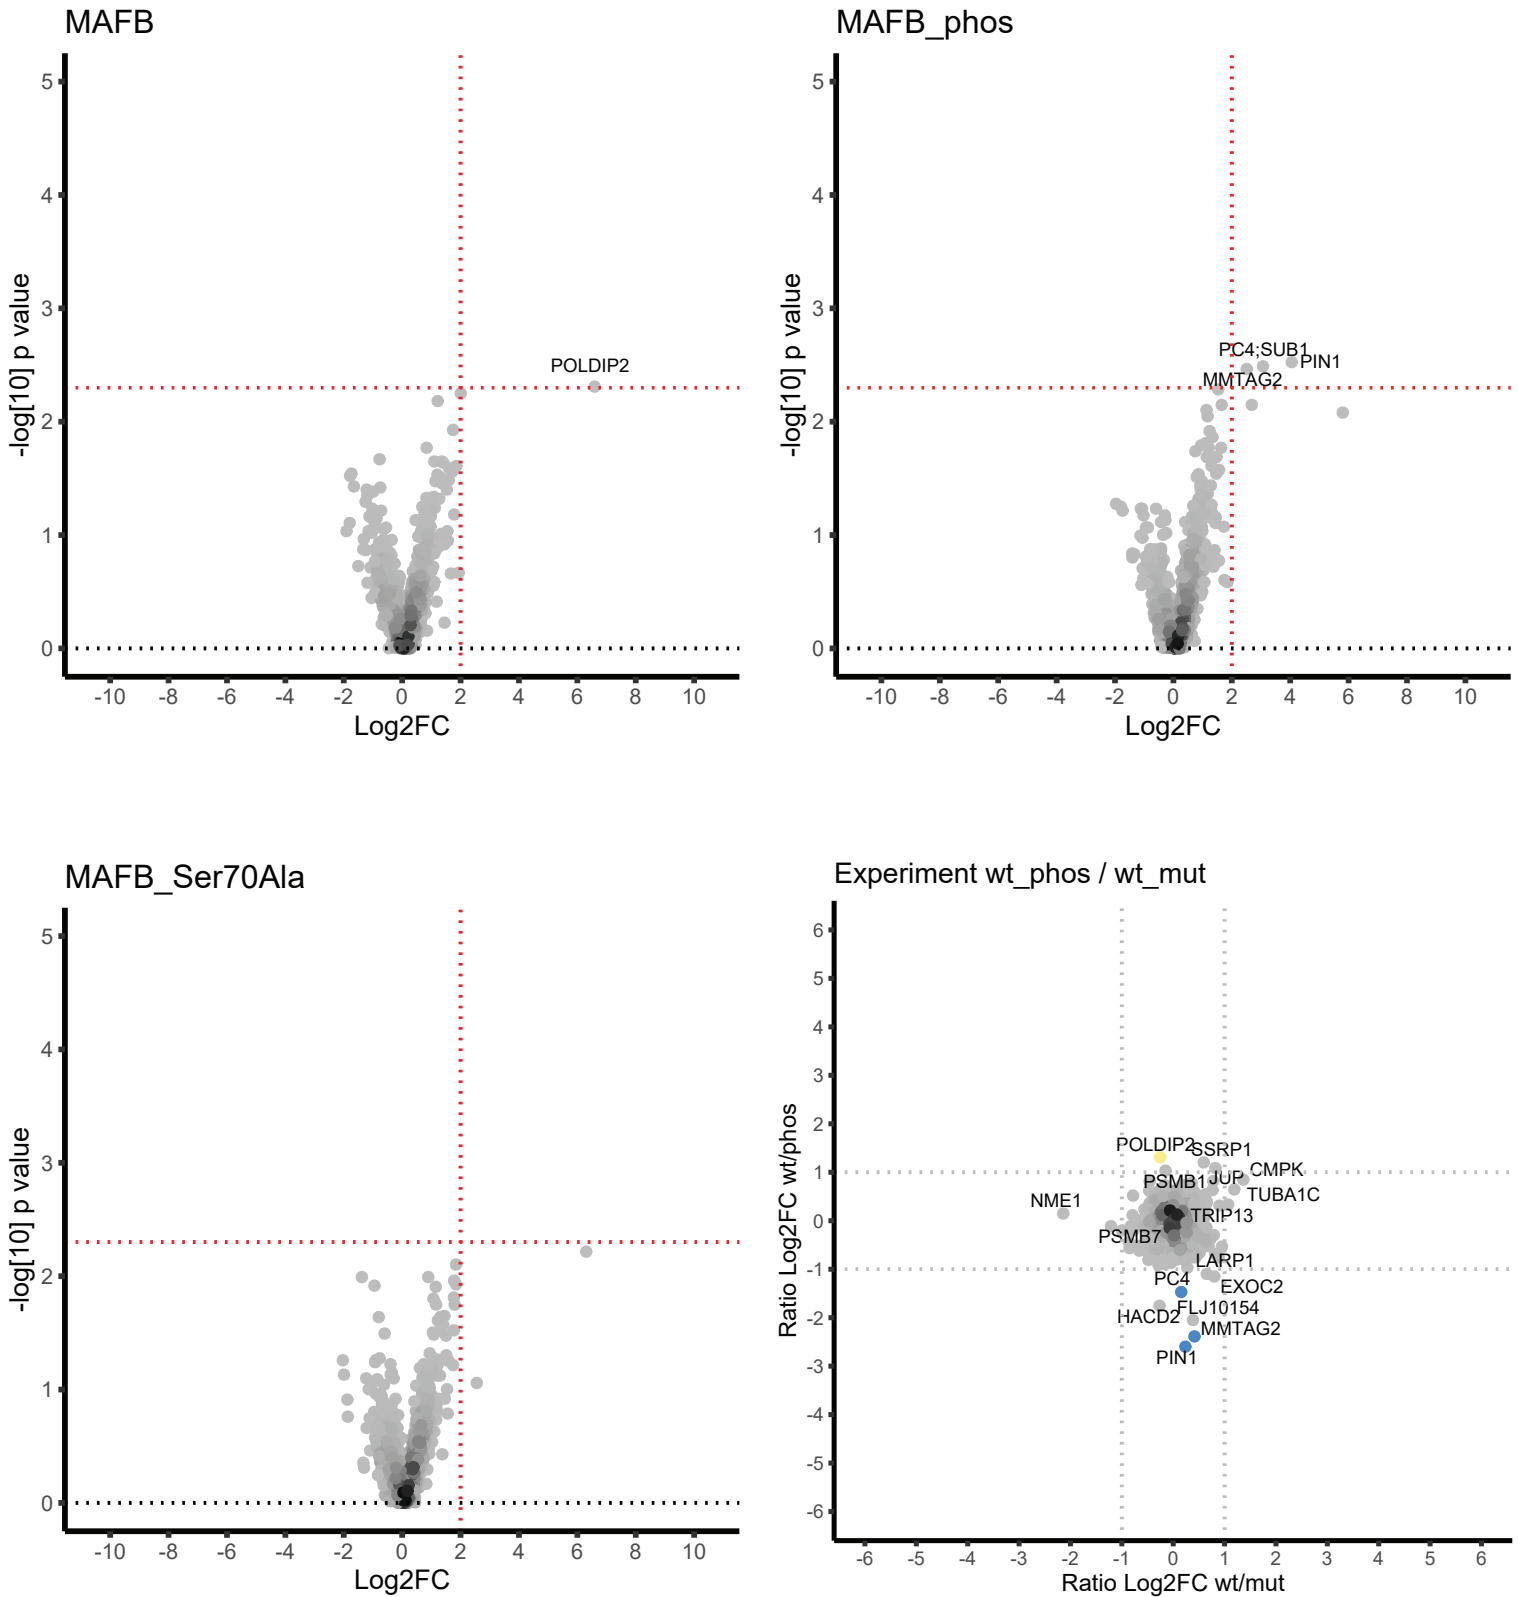 MAFB
5
4
3
2
1
0
-log[10] p value
POLDIP2
-10 -8 -6 -4 -2 0 2 4 6 8 10
Log2FC
MAFB_phos
5
4
3
2
1
0
-log[10] p value
PC4;SUB1
PIN1
MMTAG2
-10 -8 -6 -4 -2 0 2 4 6 8 10
Log2FC
MAFB_Ser70Ala
5
4
3
2
1
0
-log[10] p value
-10 -8 -6 -4 -2 0 2 4 6 8 10
Log2FC
Experiment wt_phos / wt_mut
6
5
4
3
2
1
0
-1
-2
-3
-4
-5
-6
Ratio Log2FC wt/phos
POLDIP2
SSRP1
CMPK
PSMB1
JUP
TUBA1C
NME1
TRIP13
PSMB7
LARP1
PC4
EXOC2
FLJ10154
HACD2
MMTAG2
PIN1
-6 -5 -4 -3 -2 -1 0 1 2 3 4 5 6
Ratio Log2FC wt/mut